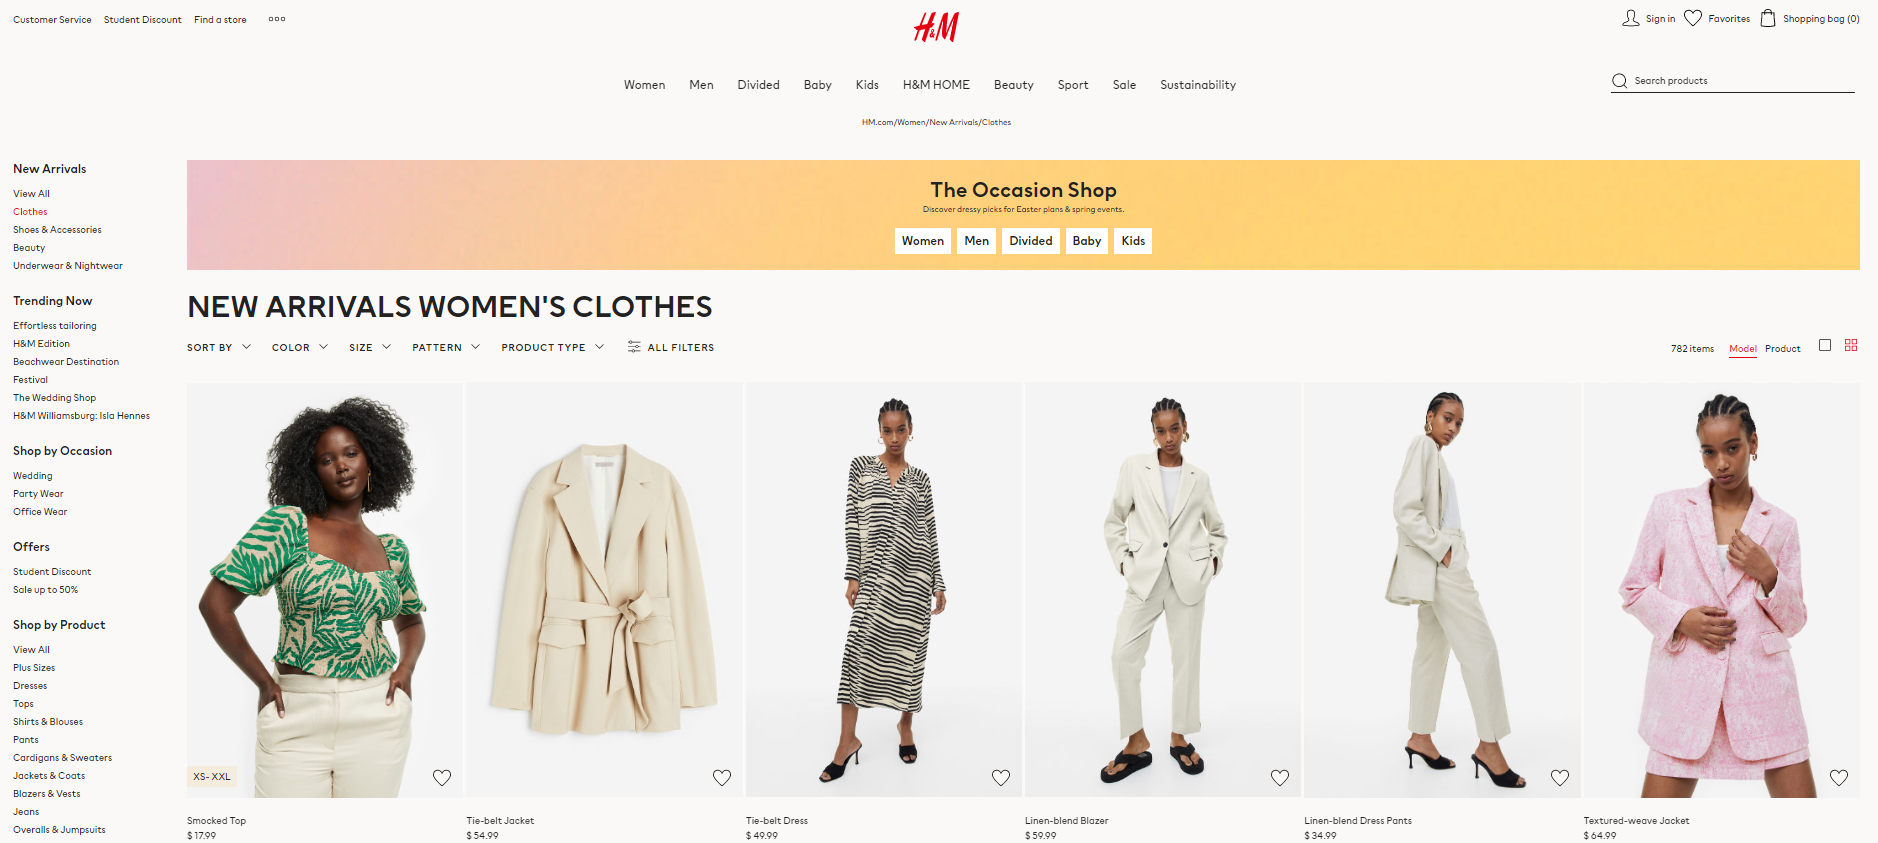 Customer Service Student Discount Find a store
H&M
Sign in Favorites Shopping bag (0)
Women Men Divided Baby Kids H&M HOME Beauty Sport Sale Sustainability
Search products
HM.com/Women/New Arrivals/Clothes
New Arrivals
View All
Clothes
Shoes & Accessories
Beauty
Underwear & Nightwear
Trending Now
Effortless tailoring
H&M Edition
Beachwear Destination
Festival
The Wedding Shop
H&M Williamsburg: Isla Hennes
Shop by Occasion
Wedding
Party Wear
Office Wear
Offers
Student Discount
Sale up to 50%
Shop by Product
View All
Plus Sizes
Dresses
Tops
Shirts & Blouses
Pants
Cardigans & Sweaters
Jackets & Coats
Blazers & Vests
Jeans
Overalls & Jumpsuits
The Occasion Shop
Discover dressy picks for Easter plans & spring events.
Women Men Divided Baby Kids
NEW ARRIVALS WOMEN'S CLOTHES
SORT BY COLOR SIZE PATTERN PRODUCT TYPE ALL FILTERS
782 items Model Product
XS- XXL
Smocked Top
$ 17.99
Tie-belt Jacket
$ 54.99
Tie-belt Dress
$ 49.99
Linen-blend Blazer
$ 59.99
Linen-blend Dress Pants
$ 34.99
Textured-weave Jacket
$ 64.99